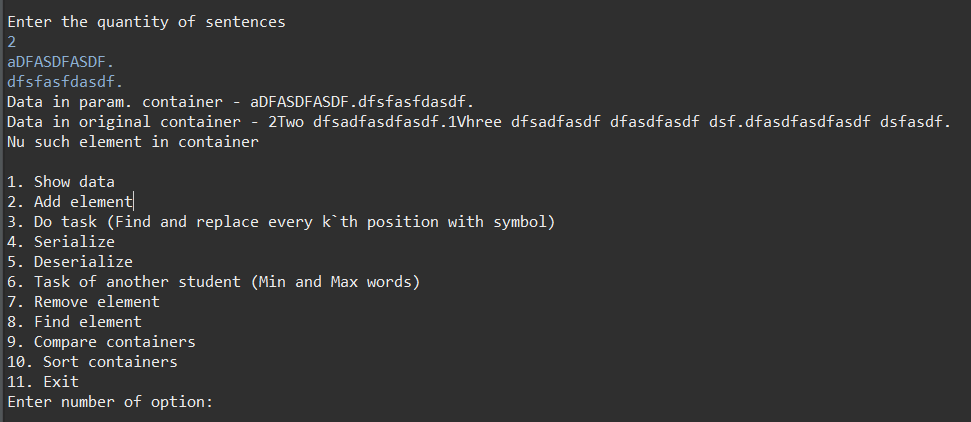 Enter the quantity of sentences
2
aDFASDFASDF.
dfsfasfdasdf.
Data in param. container - aDFASDFASDF.dfsfasfdasdf.
Data in original container - 2Two dfsadfasdfasdf.1Vhree dfsadfasdf dfasdfasdf dsf.dfasdfasdfasdf dsfasdf.
Nu such element in container
1. Show data
2. Add element
3. Do task (Find and replace every k`th position with symbol)
4. Serialize
5. Deserialize
6. Task of another student (Min and Max words)
7. Remove element
8. Find element
9. Compare containers
10. Sort containers
11. Exit
Enter number of option: